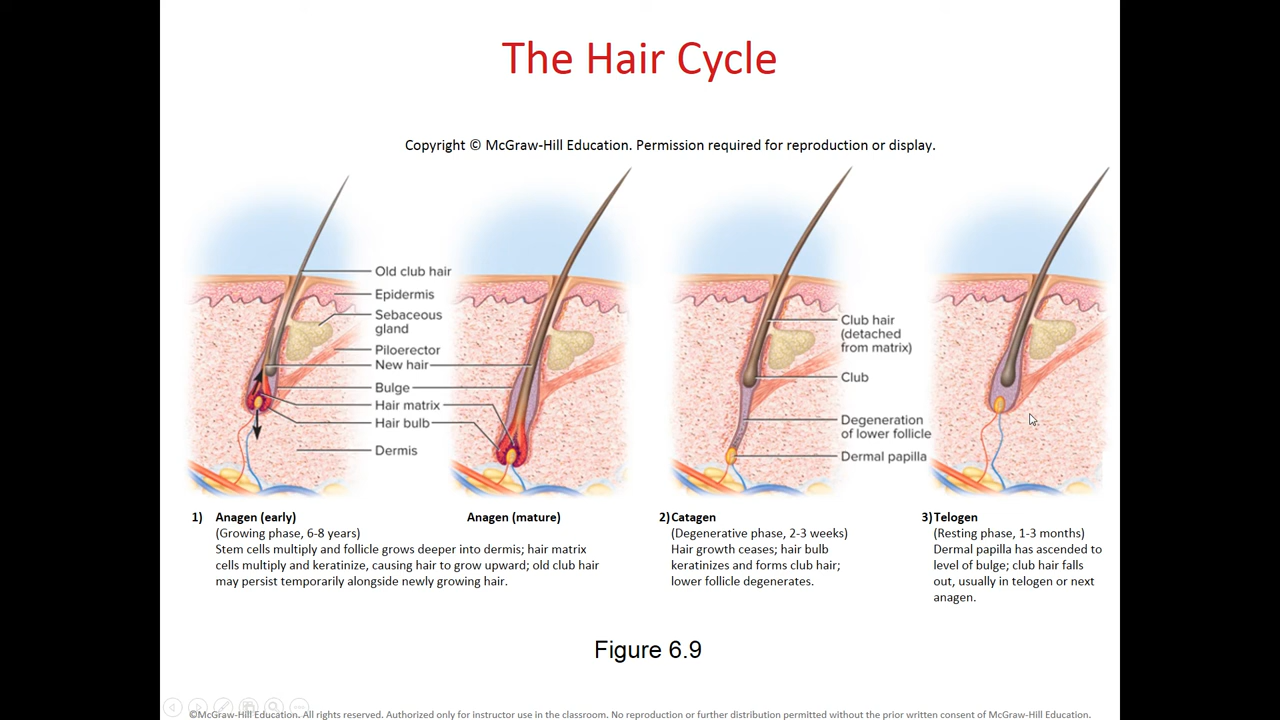 The Hair Cycle
Copyright © McGraw-Hill Education. Permission required for reproduction or display.
Old club hair
Epidermis
Sebaceous
gland
Piloerector
New hair
Bulge
Hair matrix
Hair bulb
Dermis
Club hair
(detached
from matrix)
Club
Degeneration
of lower follicle
Dermal papilla
1) Anagen (early)
(Growing phase, 6-8 years)
Stem cells multiply and follicle grows deeper into dermis; hair matrix
cells multiply and keratinize, causing hair to grow upward; old club hair
may persist temporarily alongside newly growing hair.
Anagen (mature)
2) Catagen
(Degenerative phase, 2-3 weeks)
Hair growth ceases; hair bulb
keratinizes and forms club hair;
lower follicle degenerates.
3) Telogen
(Resting phase, 1-3 months)
Dermal papilla has ascended to
level of bulge; club hair falls
out, usually in telogen or next
anagen.
Figure 6.9
©McGraw-Hill Education. All rights reserved. Authorized only for instructor use in the classroom. No reproduction or further distribution permitted without the prior written consent of McGraw-Hill Education.